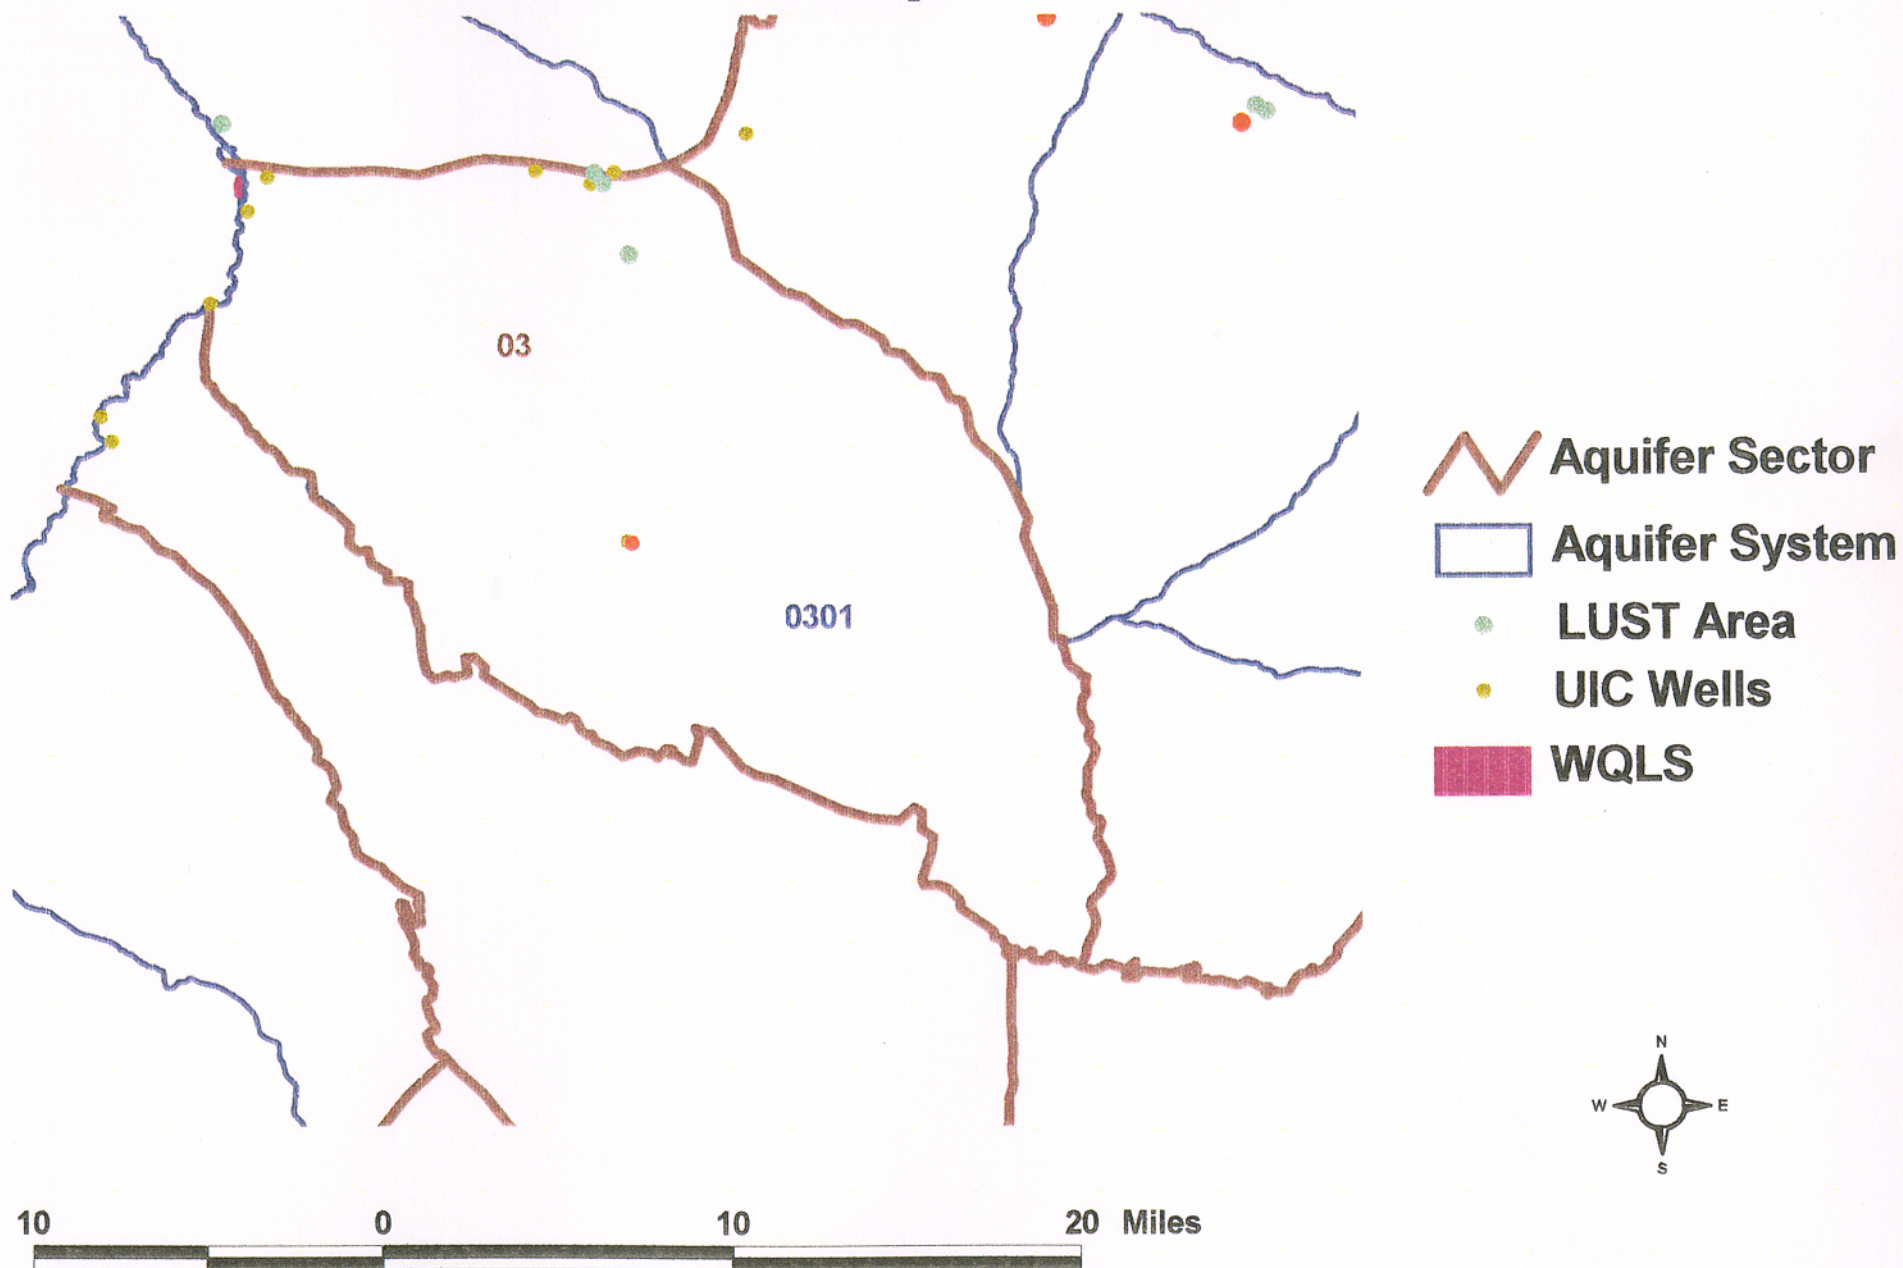 03
0301
Aquifer Sector
Aquifer System
LUST Area
UIC Wells
WQLS
N
W E
S
10 0 10 20 Miles